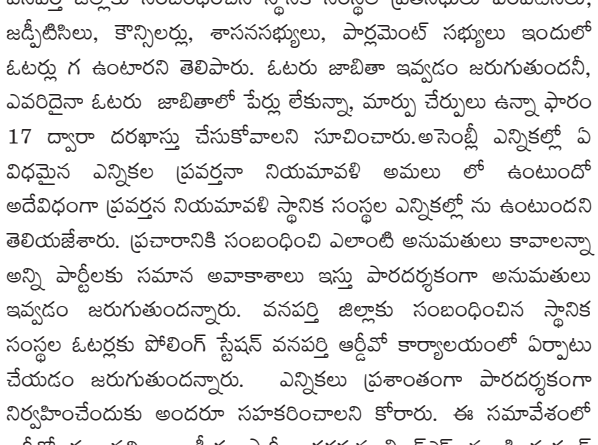 వనపర్తి జిల్లాకు సంబంధించిన స్థానిక సంస్థల ప్రతినిధులు
జడ్పీటిసిలు, కౌన్సిలర్లు, శాసనసభ్యులు, పార్లమెంట్ సభ్యులు ఇందులో
ఓటర్లు గ ఉంటారని తెలిపారు. ఓటరు జాబితా ఇవ్వడం జరుగుతుందనీ,
ఎవరిదైనా ఓటరు జాబితాలో పేర్లు లేకున్నా, మార్పు చేర్పులు ఉన్నా ఫారం
17 ద్వారా దరఖాస్తు చేసుకోవాలని సూచించారు.అసెంబ్లీ ఎన్నికల్లో ఏ
విధమైన ఎన్నికల ప్రవర్తనా నియమావళి అమలు లో ఉంటుందో
అదేవిధంగా ప్రవర్తన నియమావళి స్థానిక సంస్థల ఎన్నికల్లో ను ఉంటుందని
తెలియజేశారు. ప్రచారానికి సంబంధించి ఎలాంటి అనుమతులు కావాలన్నా
అన్ని పార్టీలకు సమాన అవాకాశాలు ఇస్తు పారదర్శకంగా అనుమతులు
ఇవ్వడం జరుగుతుందన్నారు. వనపర్తి జిల్లాకు సంబంధించిన స్థానిక
సంస్థల ఓటర్లకు పోలింగ్ స్టేషన్ వనపర్తి ఆర్డీవో కార్యాలయంలో ఏర్పాటు
చేయడం జరుగుతుందన్నారు. ఎన్నికలు ప్రశాంతంగా పారదర్శకంగా
నిర్వహించేందుకు అందరూ సహకరించాలని కోరారు. ఈ సమావేశంలో